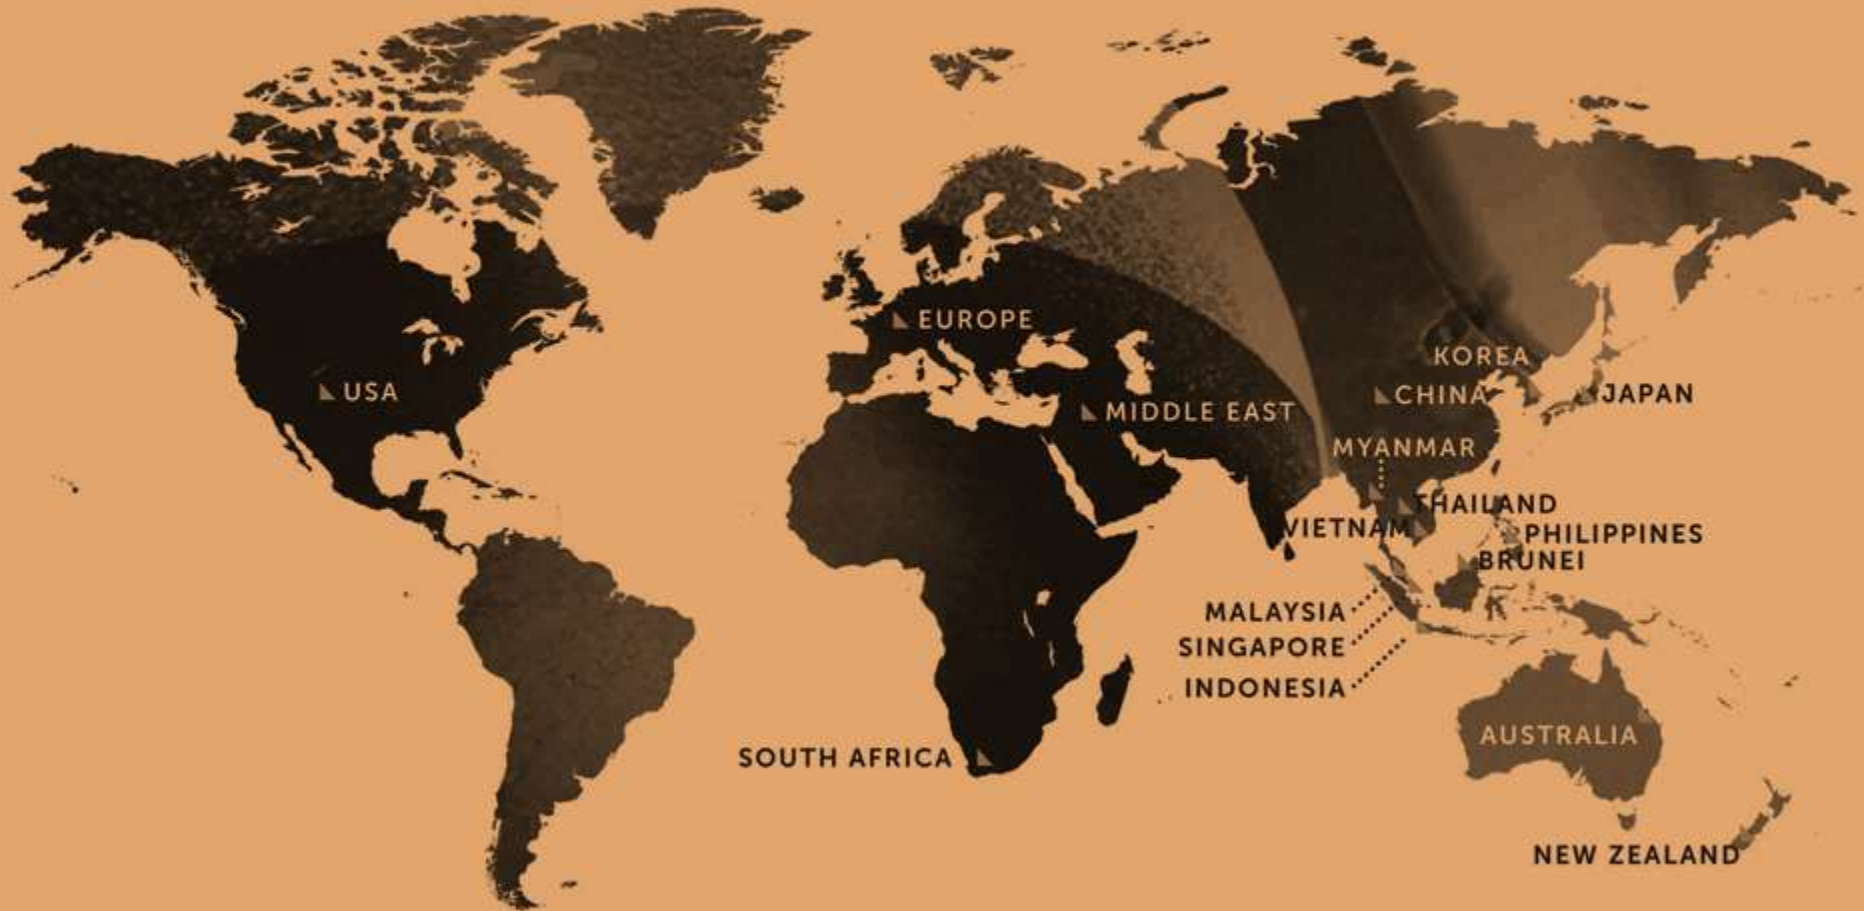 EUROPE
KOREA
USA
CHINA
JAPAN
MIDDLE EAST
MYANMAR
THAILAND
VIETNAM
PHILIPPINES
BRUNEI
MALAYSIA
SINGAPORE
INDONESIA
AUSTRALIA
SOUTH AFRICA
NEW ZEALAND